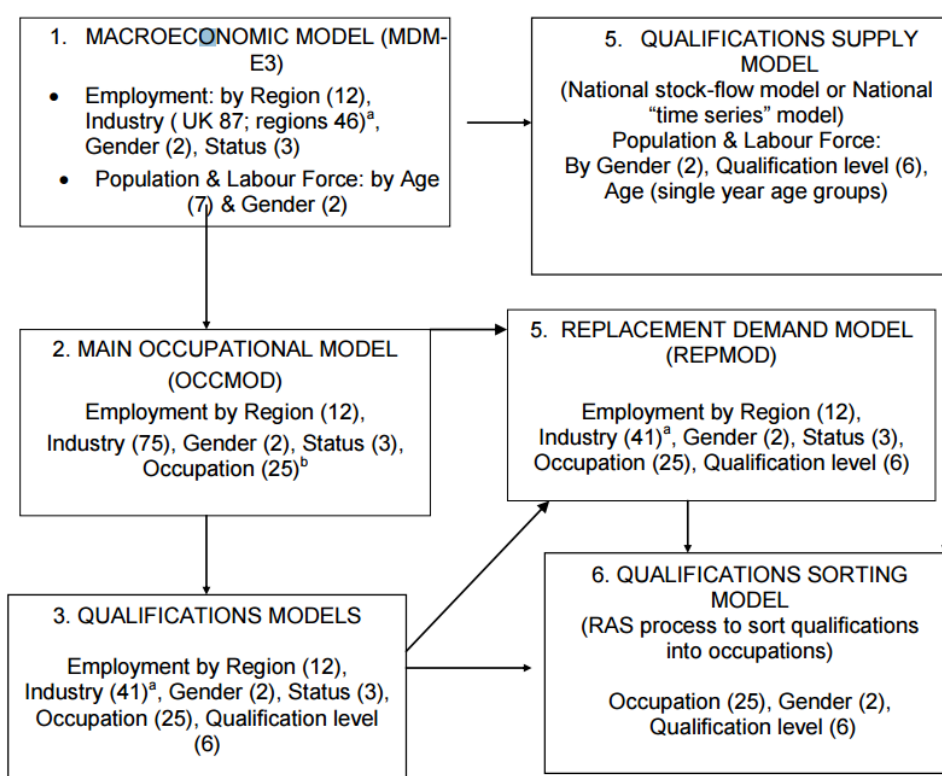 1. MACROECONOMIC MODEL (MDM-
E3)
• Employment: by Region (12),
Industry ( UK 87; regions 46)ᵃ,
Gender (2), Status (3)
• Population & Labour Force: by Age
(7) & Gender (2)
5. QUALIFICATIONS SUPPLY
MODEL
(National stock-flow model or National
“time series” model)
Population & Labour Force:
By Gender (2), Qualification level (6),
Age (single year age groups)
2. MAIN OCCUPATIONAL MODEL
(OCCMOD)
Employment by Region (12),
Industry (75), Gender (2), Status (3),
Occupation (25)ᵇ
5. REPLACEMENT DEMAND MODEL
(REPMOD)
Employment by Region (12),
Industry (41)ᵃ, Gender (2), Status (3),
Occupation (25), Qualification level (6)
3. QUALIFICATIONS MODELS
Employment by Region (12),
Industry (41)ᵃ, Gender (2), Status (3),
Occupation (25), Qualification level
(6)
6. QUALIFICATIONS SORTING
MODEL
(RAS process to sort qualifications
into occupations)
Occupation (25), Gender (2),
Qualification level (6)